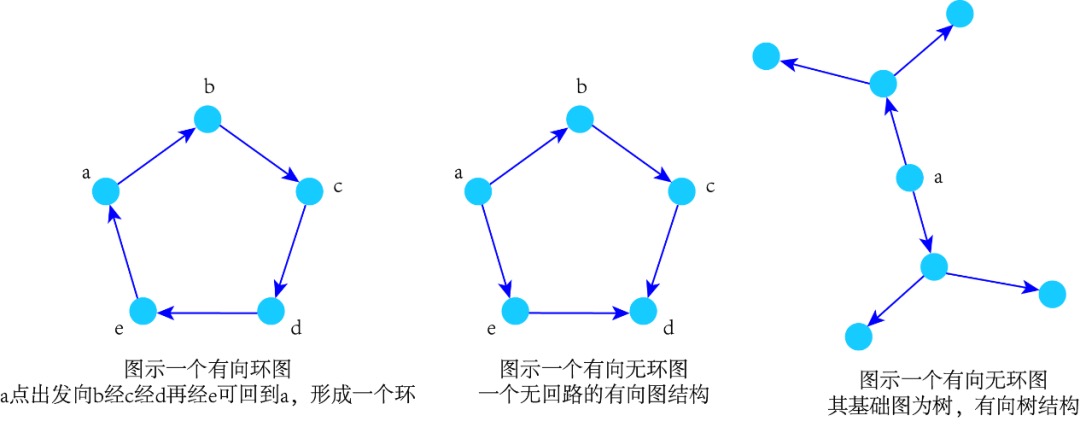 b
a
c
e
d
图示一个有向环图
a点出发向b经c经d再经e可回到a，形成一个环
b
a
c
e
d
图示一个有向无环图
一个无回路的有向图结构
a
图示一个有向无环图
其基础图为树，有向树结构